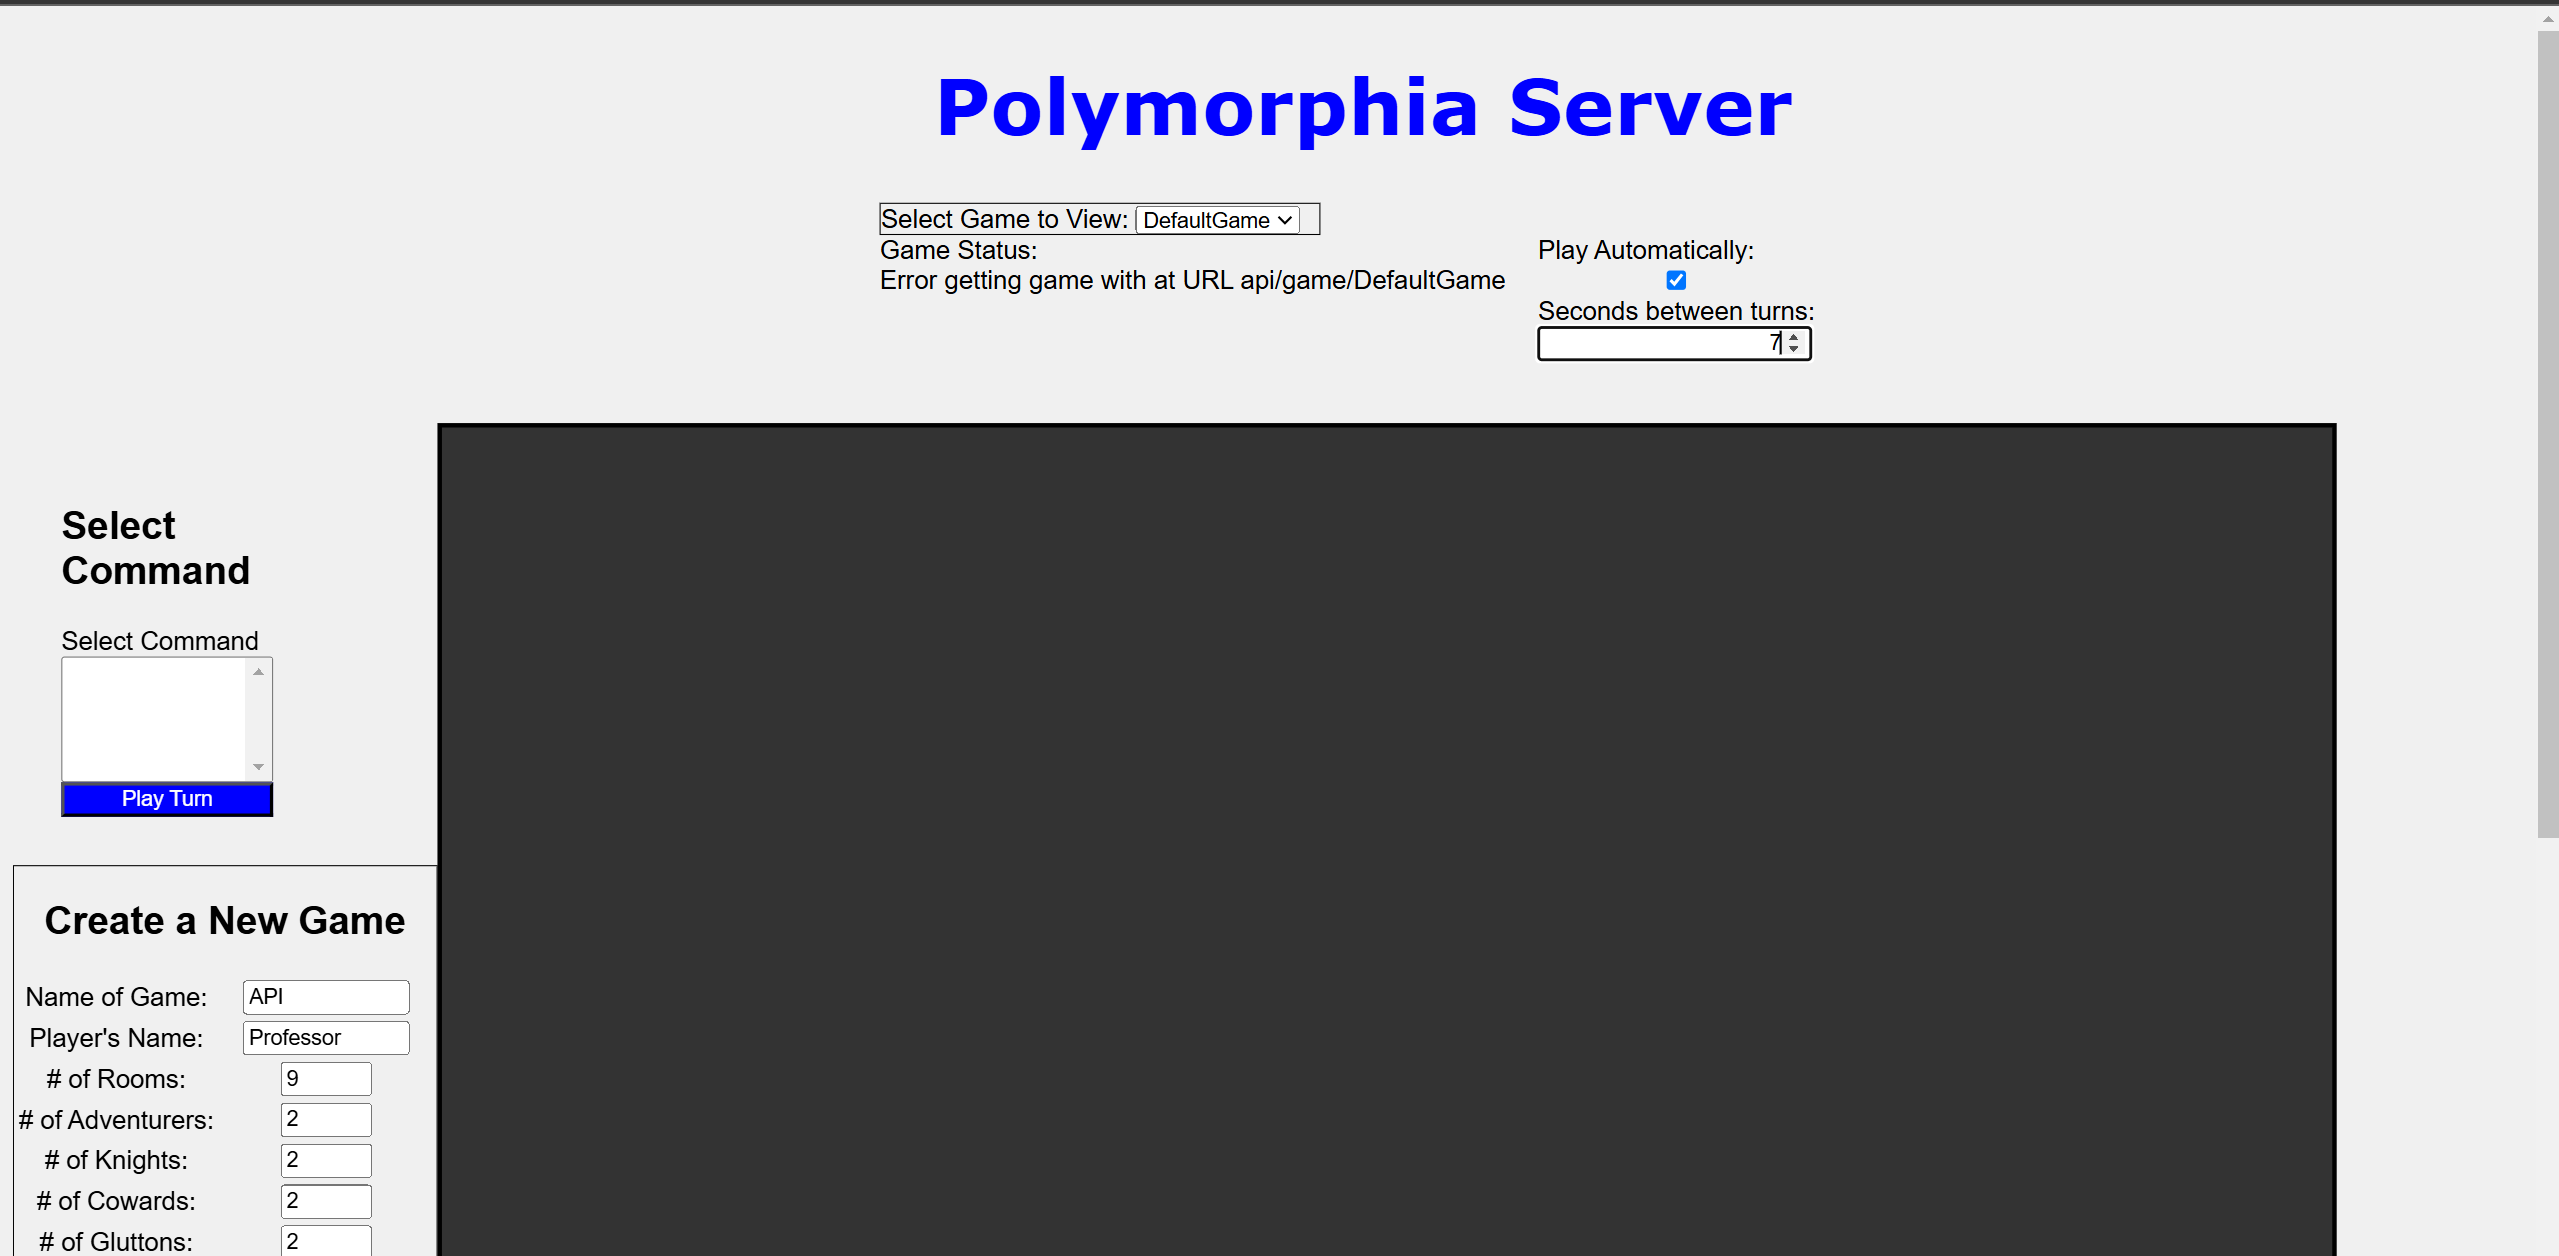 Polymorphia Server
Select Game to View: DefaultGame
Game Status:
Error getting game with at URL api/game/DefaultGame
Play Automatically:
Seconds between turns:
7
Select
Command
Select Command
Play Turn
Create a New Game
Name of Game: API
Player's Name: Professor
# of Rooms: 9
# of Adventurers: 2
# of Knights: 2
# of Cowards: 2
# of Gluttons: 2